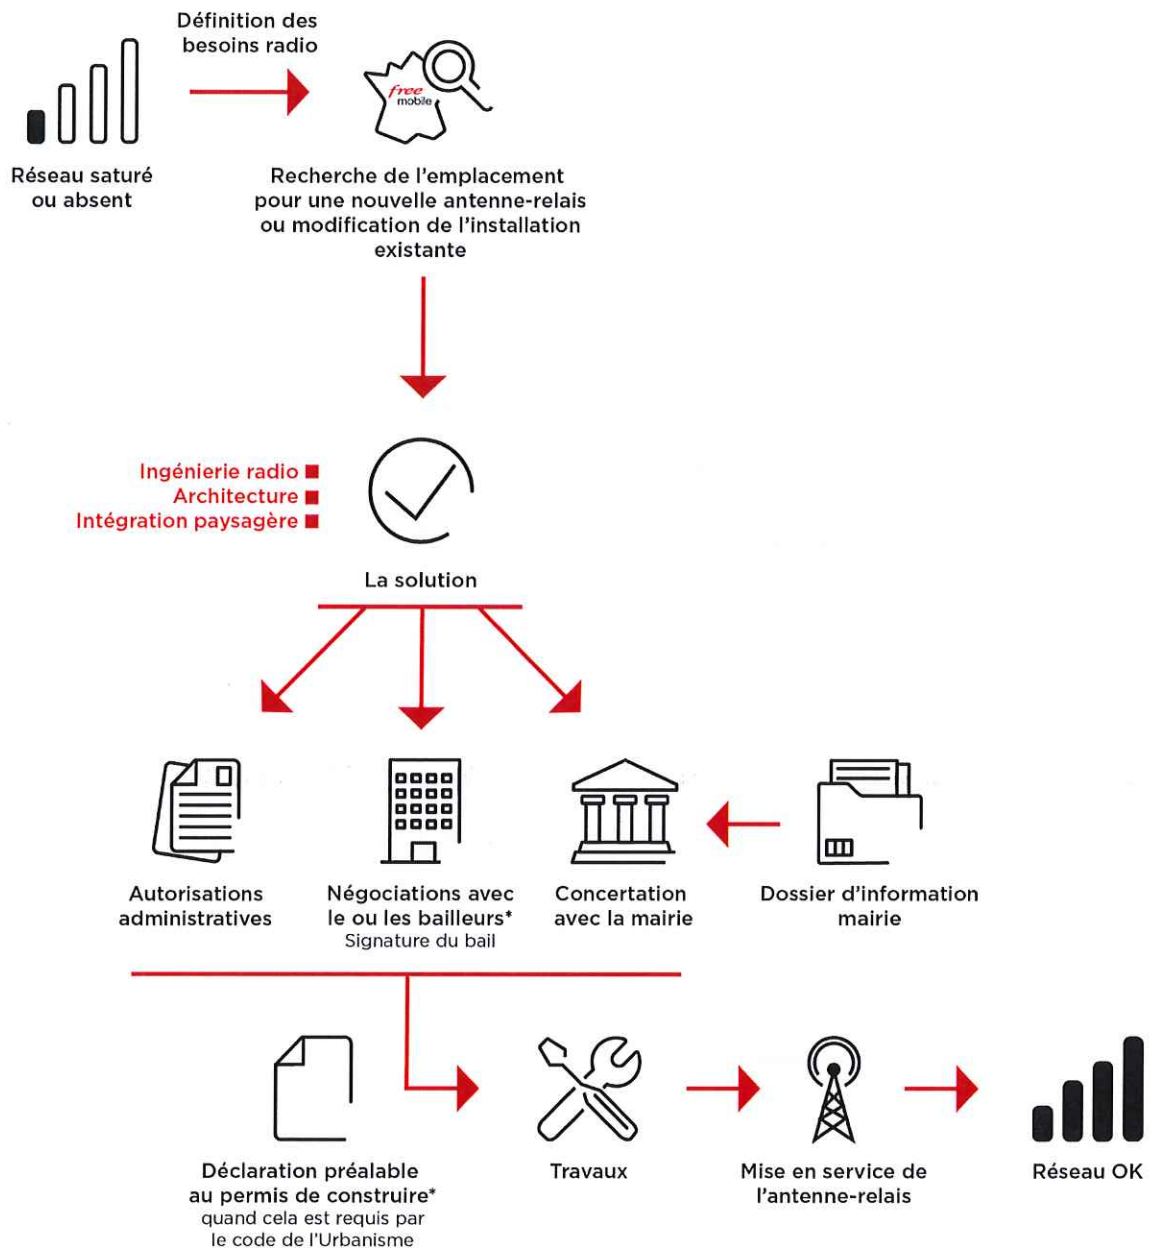 Définition des
besoins radio
free
mobile
Réseau saturé
ou absent
Recherche de l'emplacement
pour une nouvelle antenne-relais
ou modification de l'installation
existante
Ingénierie radio
Architecture
Intégration paysagère
La solution
Autorisations
administratives
Négociations avec
le ou les bailleurs*
Signature du bail
Concertation
avec la mairie
Dossier d'information
mairie
Déclaration préalable
au permis de construire*
quand cela est requis par
le code de l'Urbanisme
Travaux
Mise en service de
l'antenne-relais
Réseau OK